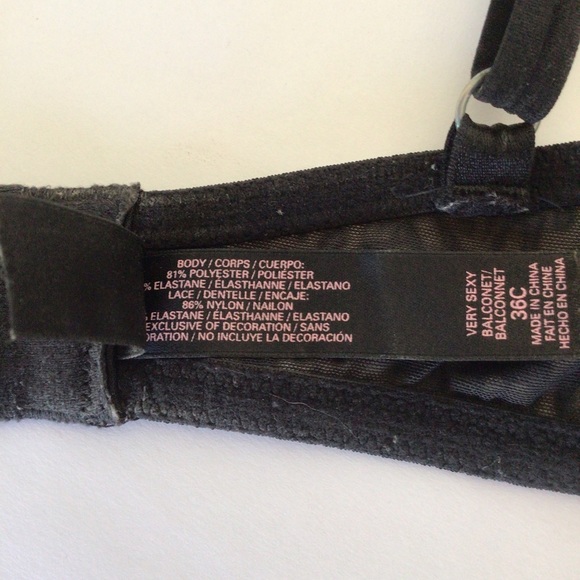 BODY / CORPS / CUERPO:
81% POLYESTER / POLIÉSTER
% ELASTANE / ÉLASTHANNE / ELASTANO
LACE / DENTELLE / ENCAJE:
86% NYLON / NAILON
% ELASTANE / ÉLASTHANNE / ELASTANO
EXCLUSIVE OF DECORATION / SANS
/ NO INCLUYE LA DECORACIÓN
VERY SEXY
BALCONET/
BALCONNET
36C
MADE IN CHINA
FAIT EN CHINE
HECHO EN CHINA